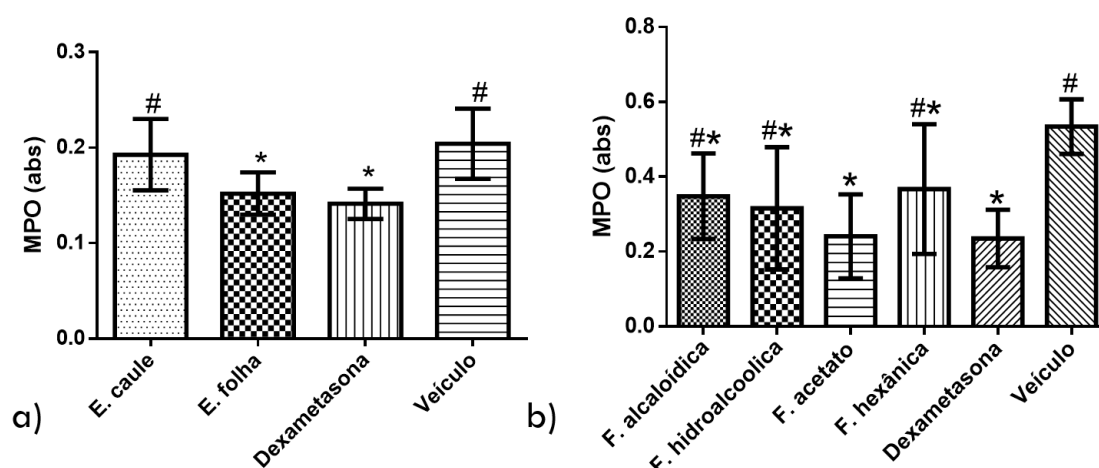 0.3
0.2
0.1
0.0
MPO (abs)
#
*
*
#
E. caule
E. folha
Dexametasona
Veículo
a)
0.8
0.6
0.4
0.2
0.0
MPO (abs)
#*
#*
*
#*
*
#
F. alcaloídica
F. hidroalcoolica
F. acetato
F. hexânica
Dexametasona
Veículo
b)